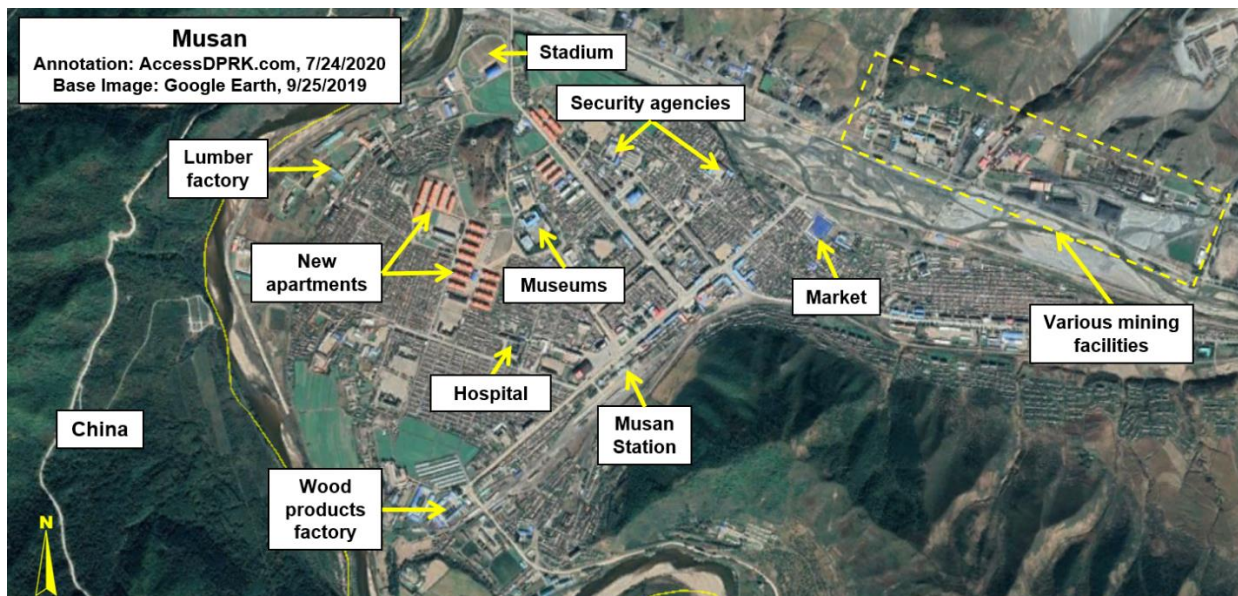 Musan
Annotation: AccessDPRK.com, 7/24/2020
Base Image: Google Earth, 9/25/2019
Stadium
Security agencies
Lumber
factory
New
apartments
Museums
Market
Various mining
facilities
Hospital
Musan
Station
China
Wood
products
factory
N